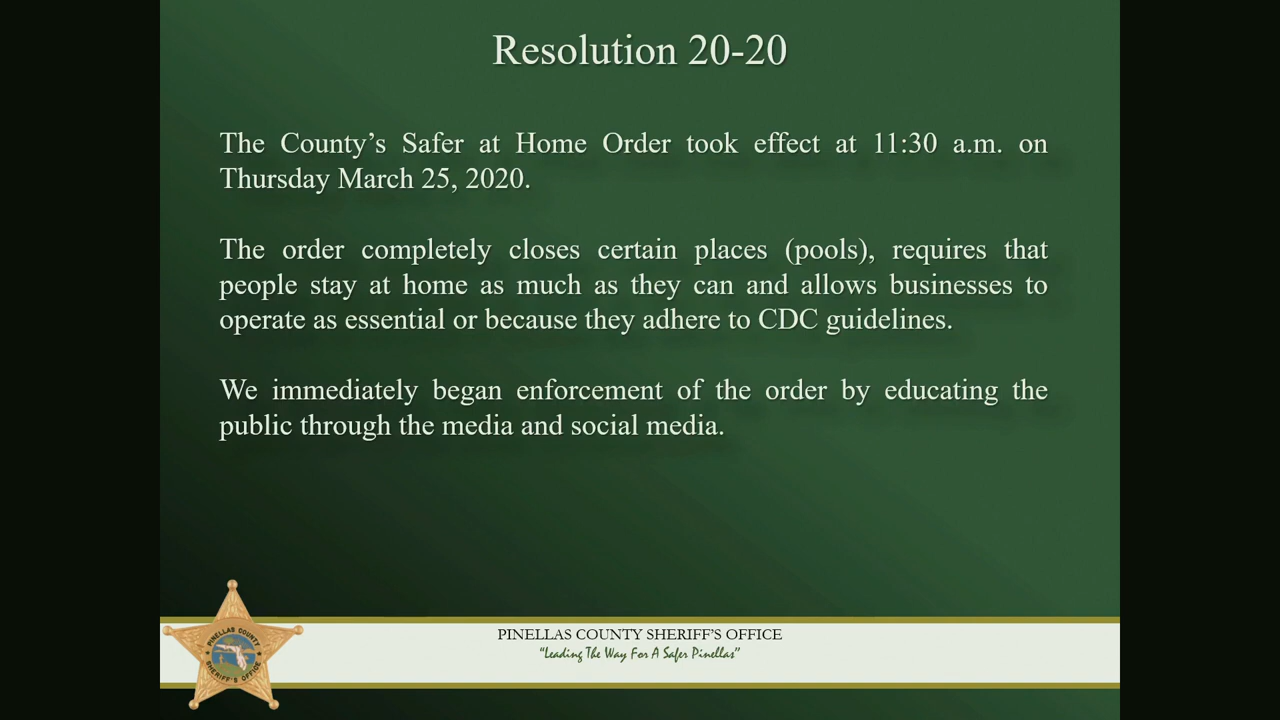 Resolution 20-20
The County’s Safer at Home Order took effect at 11:30 a.m. on
Thursday March 25, 2020.
The order completely closes certain places (pools), requires that
people stay at home as much as they can and allows businesses to
operate as essential or because they adhere to CDC guidelines.
We immediately began enforcement of the order by educating the
public through the media and social media.
PINELLAS COUNTY SHERIFF’S OFFICE
“Leading The Way For A Safer Pinellas”
PINELLAS COUNTY
SHERIFF’S OFFICE